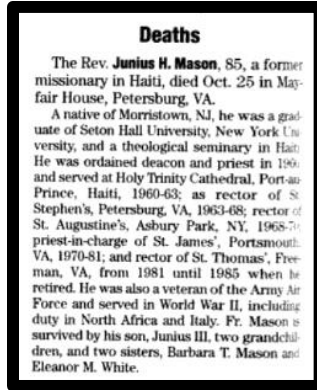 Deaths
The Rev. Junius H. Mason, 85, a former
missionary in Haiti, died Oct. 25 in May-
fair House, Petersburg, VA.
A native of Morristown, NJ, he was a grad-
uate of Seton Hall University, New York Uni-
versity, and a theological seminary in Haiti.
He was ordained deacon and priest in
and served at Holy Trinity Cathedral, Port-au-
Prince, Haiti, 1960-63; as rector of St.
Stephen's, Petersburg, VA, 1963-68; rector of
St. Augustine's, Asbury Park, NY,
priest-in-charge of St. James', Portsmouth,
VA, 1970-81; and rector of St. Thomas', Free-
man, VA, from 1981 until 1985 when he
retired. He was also a veteran of the Army Air
Force and served in World War II, including
duty in North Africa and Italy. Fr. Mason is
survived by his son, Junius III, two grandchil-
dren, and two sisters, Barbara T. Mason and
Eleanor M. White.